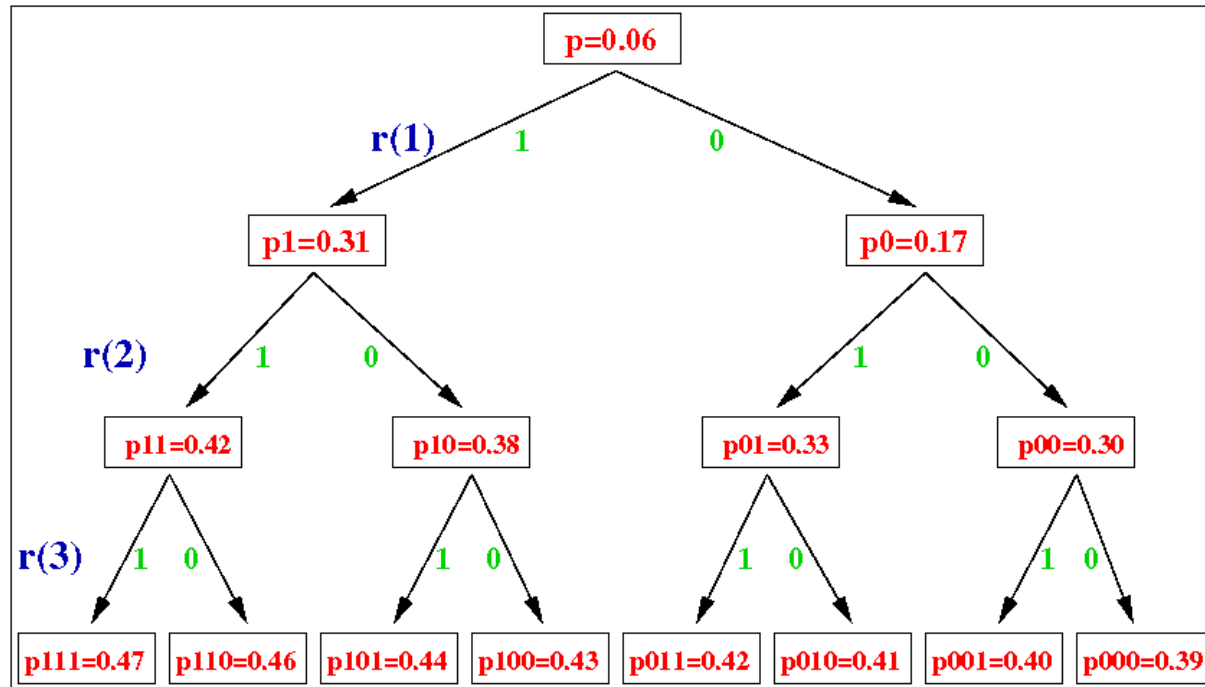 p=0.06
r(1) 1 0
p1=0.31 p0=0.17
r(2) 1 0 1 0
p11=0.42 p10=0.38 p01=0.33 p00=0.30
r(3) 1 0 1 0 1 0 1 0
p111=0.47 p110=0.46 p101=0.44 p100=0.43 p011=0.42 p010=0.41 p001=0.40 p000=0.39